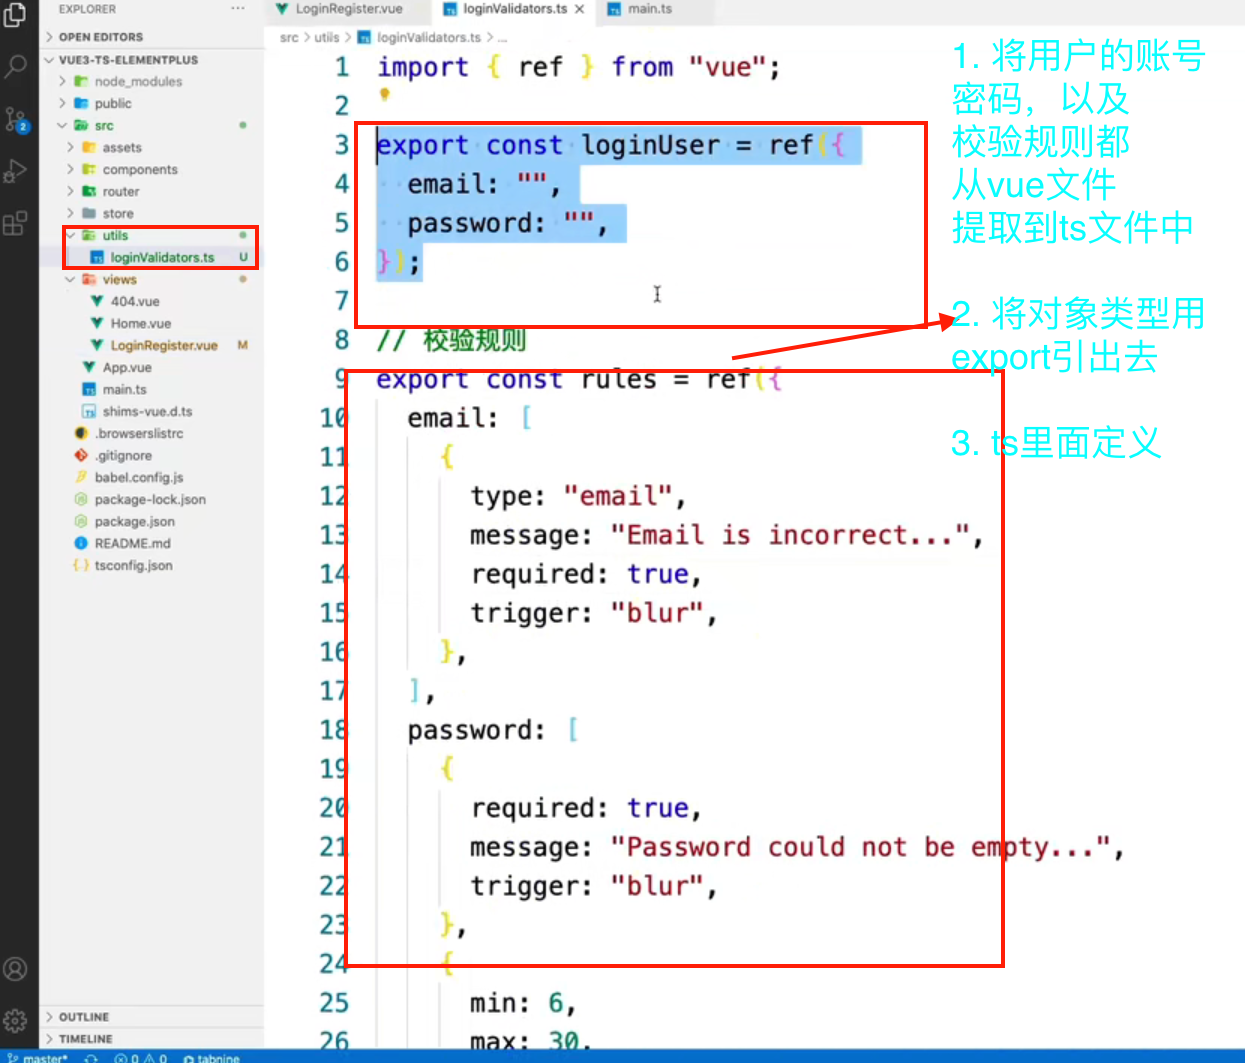 EXPLORER
···
LoginRegister.vue
loginValidators.ts ×
main.ts
OPEN EDITORS
src > utils > loginValidators.ts > ...
VUE3-TS-ELEMENTPLUS
node_modules
public
src
assets
components
router
store
utils
loginValidators.ts U
views
404.vue
Home.vue
LoginRegister.vue M
App.vue
main.ts
shims-vue.d.ts
.browserslistrc
.gitignore
babel.config.js
package-lock.json
package.json
README.md
tsconfig.json
OUTLINE
TIMELINE
2
1 import { ref } from "vue";
2
3 export const loginUser = ref({
4 email: "",
5 password: "",
6 });
7
8 // 校验规则
9 export const rules = ref({
10 email: [
11 {
12 type: "email",
13 message: "Email is incorrect...",
14 required: true,
15 trigger: "blur",
16 },
17 ],
18 password: [
19 {
20 required: true,
21 message: "Password could not be empty...",
22 trigger: "blur",
23 },
24 {
25 min: 6,
26 max: 30,
1. 将用户的账号
密码，以及
校验规则都
从vue文件
提取到ts文件中
2. 将对象类型用
export引出去
3. ts里面定义
master* 0 0 tabnine